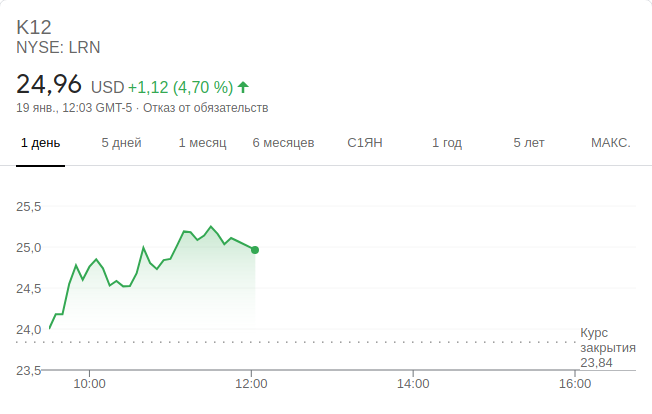 K12
NYSE: LRN
24,96 USD +1,12 (4,70 %)
19 янв., 12:03 GMT-5 · Отказ от обязательств
1 день 5 дней 1 месяц 6 месяцев С1ЯН 1 год 5 лет МАКС.
25,5
25,0
24,5
24,0
Курс
закрытия
23,84
23,5
10:00 12:00 14:00 16:00